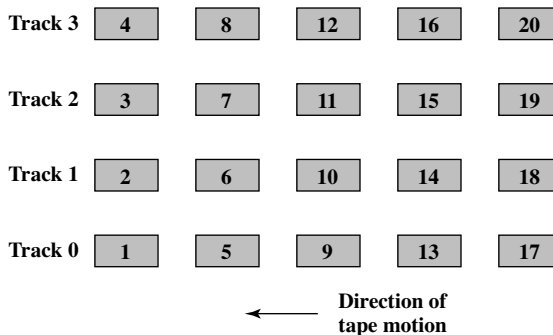 Track 3 4 8 12 16 20
Track 2 3 7 11 15 19
Track 1 2 6 10 14 18
Track 0 1 5 9 13 17
Direction of
tape motion